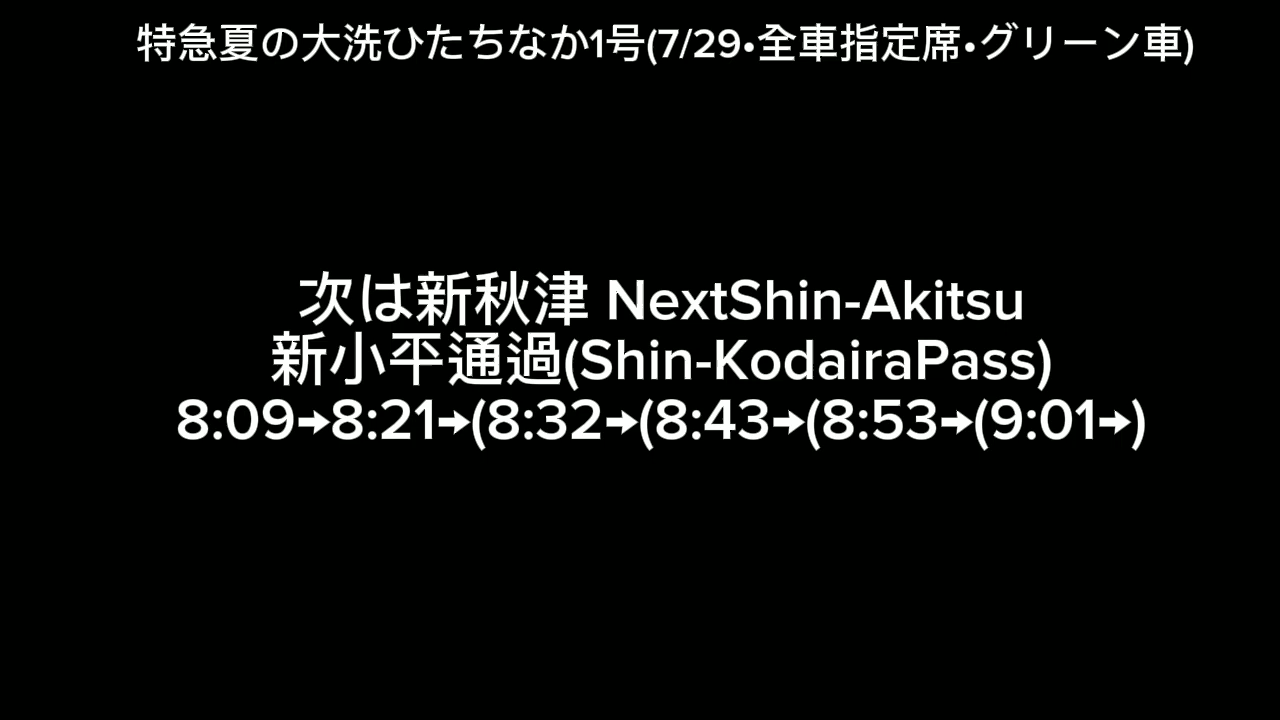 特急夏の大洗ひたちなか1号(7/29•全車指定席•グリーン車)
次は新秋津 NextShin-Akitsu
新小平通過(Shin-KodairaPass)
8:09→8:21→(8:32→(8:43→(8:53→(9:01→)